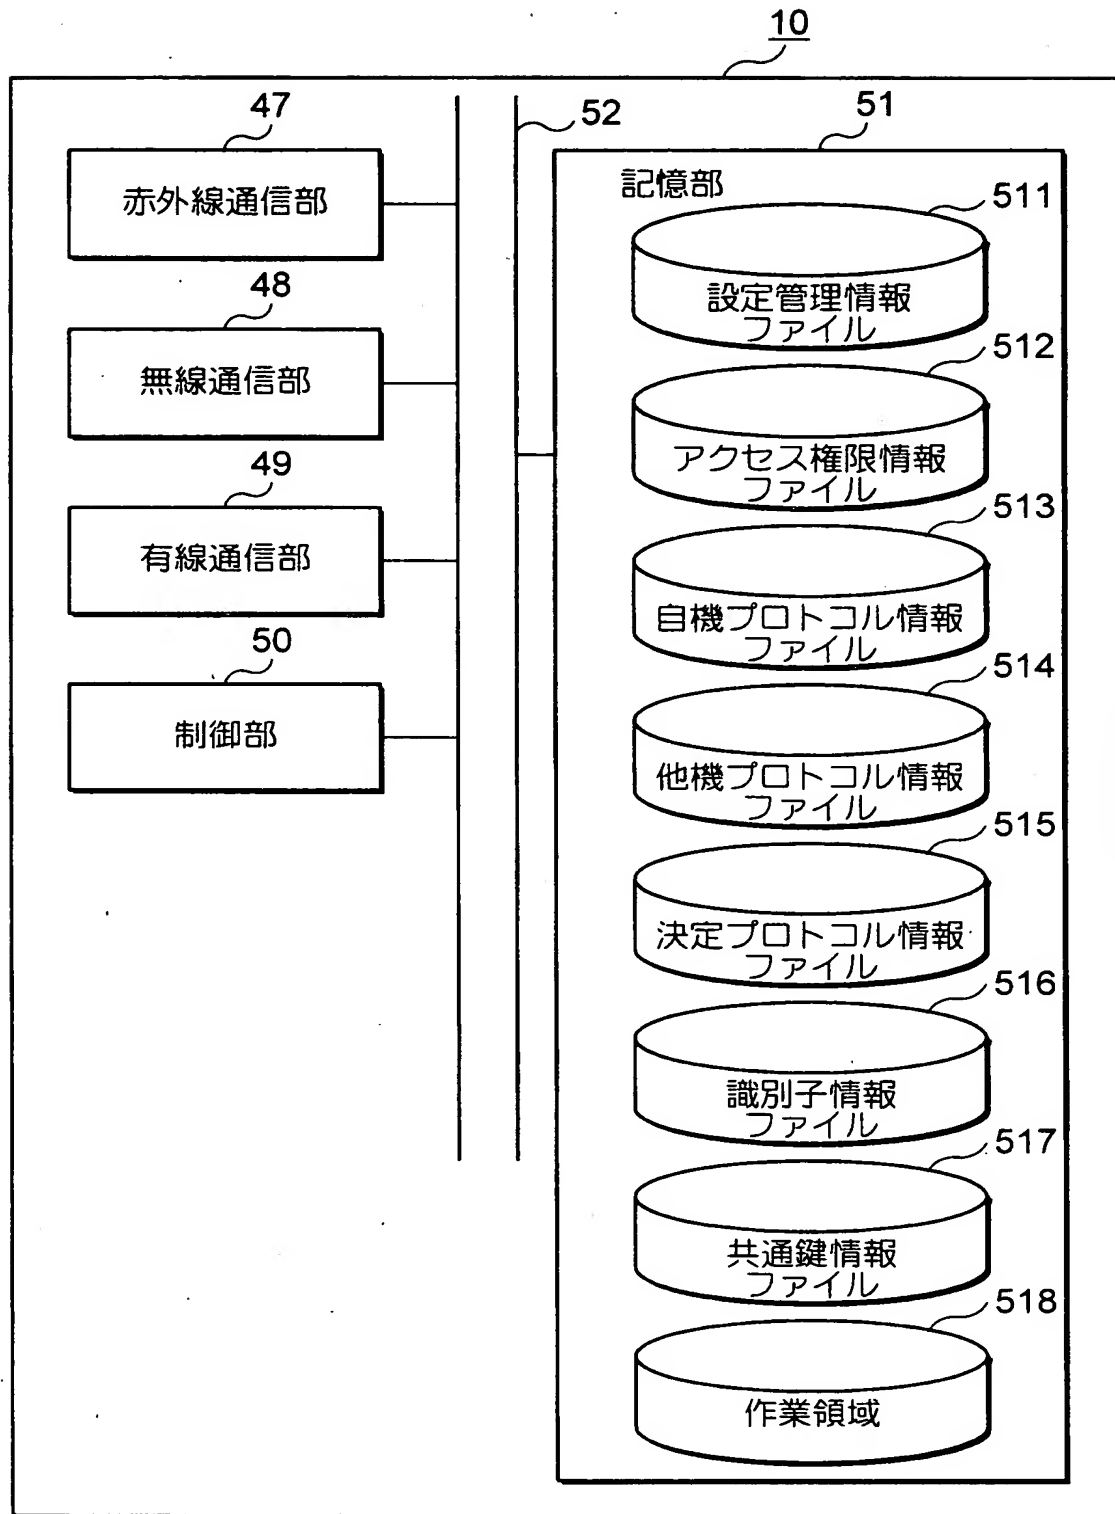 10
47
赤外線通信部
48
無線通信部
49
有線通信部
50
制御部
52
51
記憶部
511
設定管理情報
ファイル
512
アクセス権限情報
ファイル
513
自機プロトコル情報
ファイル
514
他機プロトコル情報
ファイル
515
決定プロトコル情報
ファイル
516
識別子情報
ファイル
517
共通鍵情報
ファイル
518
作業領域